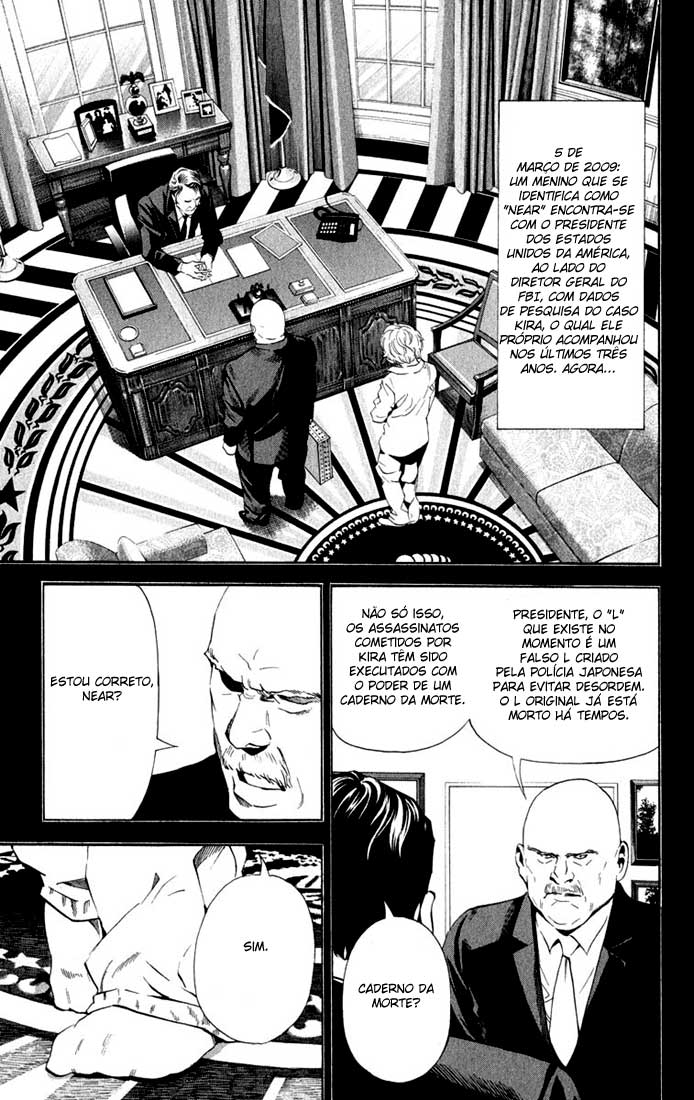 5 DE
MARÇO DE 2009:
UM MENINO QUE SE
IDENTIFICA COMO
"NEAR" ENCONTRA-SE
COM O PRESIDENTE
DOS ESTADOS
UNIDOS DA AMÉRICA,
AO LADO DO
DIRETOR GERAL DO
FBI, COM DADOS
DE PESQUISA DO CASO
KIRA, O QUAL ELE
PRÓPRIO ACOMPANHOU
NOS ÚLTIMOS TRÊS
ANOS. AGORA...
PRESIDENTE, O "L"
QUE EXISTE NO
MOMENTO É UM
FALSO L CRIADO
PELA POLÍCIA JAPONESA
PARA EVITAR DESORDEM.
O L ORIGINAL JÁ ESTÁ
MORTO HÁ TEMPOS.
NÃO SÓ ISSO,
OS ASSASSINATOS
COMETIDOS POR
KIRA TÊM SIDO
EXECUTADOS COM
O PODER DE UM
CADERNO DA MORTE.
ESTOU CORRETO,
NEAR?
CADERNO DA
MORTE?
SIM.